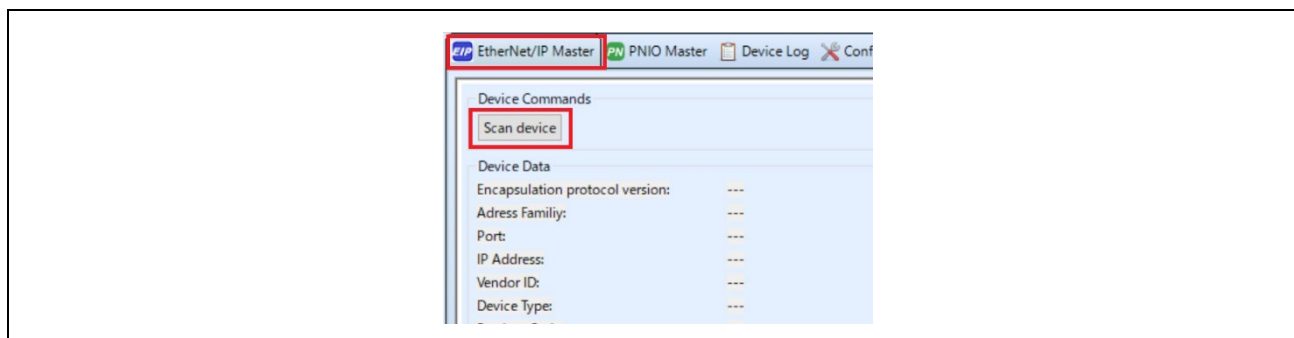 EIP EtherNet/IP Master PN PNIO Master Device Log Conf
Device Commands
Scan device
Device Data
Encapsulation protocol version: ---
Adress Familiy: ---
Port: ---
IP Address: ---
Vendor ID: ---
Device Type: ---